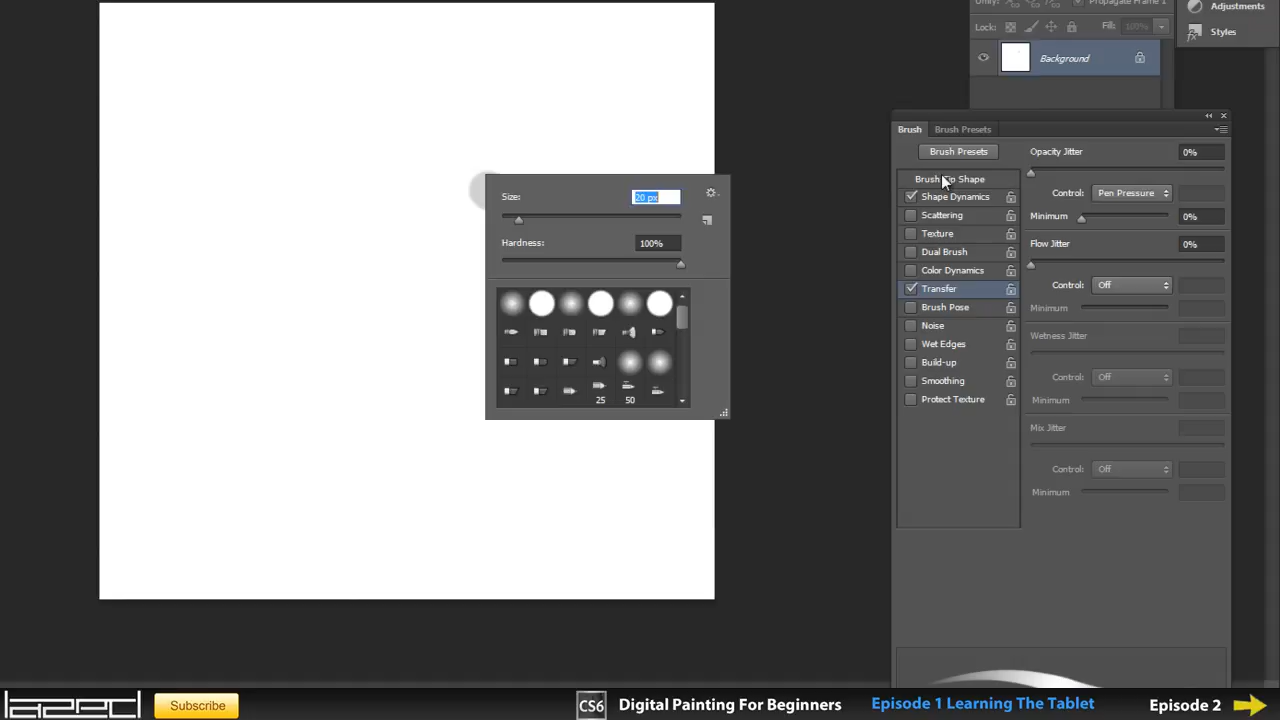 Unify:
Propagate Frame 1
Adjustments
Lock:
Fill: 100%
Styles
Background
Brush
Brush Presets
Brush Presets
Opacity Jitter
0%
Brush Tip Shape
Shape Dynamics
Control: Pen Pressure
Scattering
Minimum
0%
Texture
Flow Jitter
0%
Dual Brush
Color Dynamics
Control: Off
Transfer
Brush Pose
Minimum
Noise
Wetness Jitter
Wet Edges
Build-up
Control: Off
Smoothing
Protect Texture
Minimum
Mix Jitter
Control: Off
Minimum
Size:
20 px
Hardness:
100%
25
50
Subscribe
CS6
Digital Painting For Beginners
Episode 1 Learning The Tablet
Episode 2